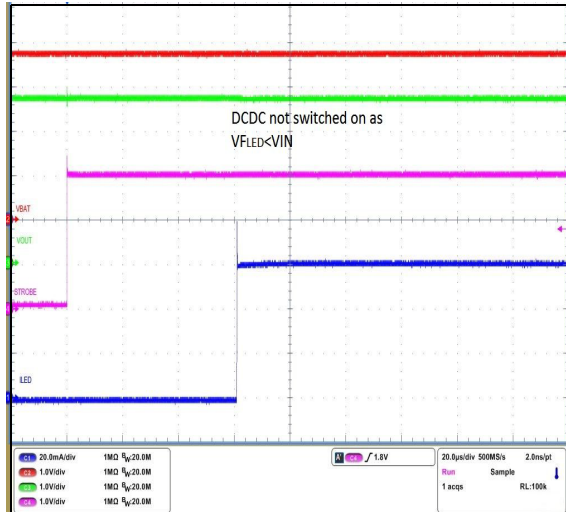 DCDC not switched on as
VFLED<VIN
VBAT
VOUT
STROBE
ILED
C1 20.0mA/div 1MΩ BW:20.0M
C2 1.0V/div 1MΩ BW:20.0M
C3 1.0V/div 1MΩ BW:20.0M
C4 1.0V/div 1MΩ BW:20.0M
A' C4 1.8V
20.0µs/div 500MS/s 2.0ns/pt
Run Sample
1 acqs RL:100k